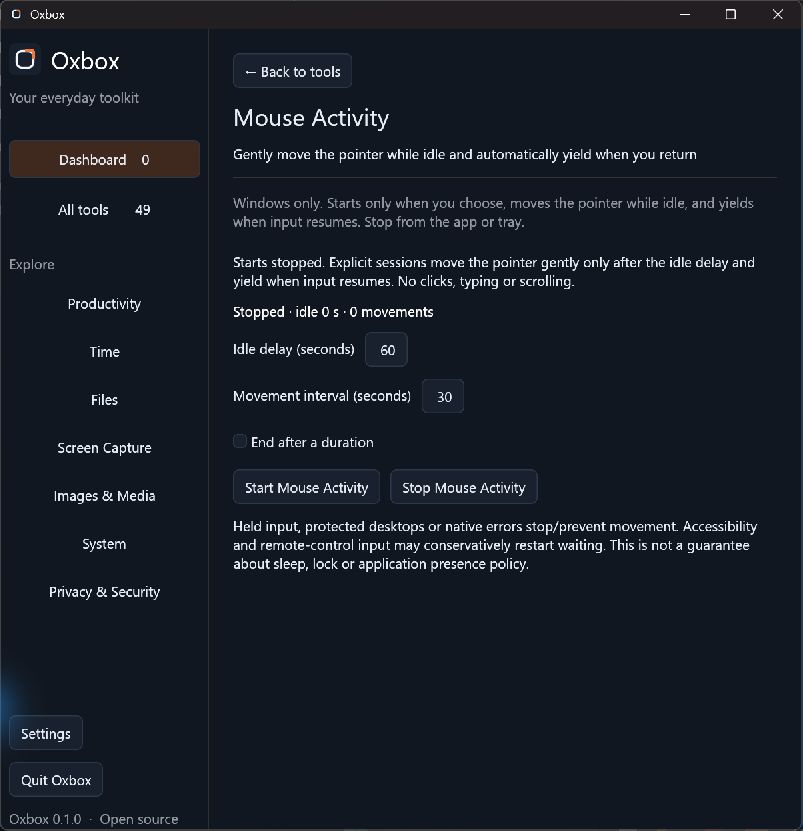 Oxbox
Oxbox
Your everyday toolkit
Dashboard 0
All tools 49
Explore
Productivity
Time
Files
Screen Capture
Images & Media
System
Privacy & Security
Settings
Quit Oxbox
Oxbox 0.1.0 · Open source
← Back to tools
Mouse Activity
Gently move the pointer while idle and automatically yield when you return
Windows only. Starts only when you choose, moves the pointer while idle, and yields
when input resumes. Stop from the app or tray.
Starts stopped. Explicit sessions move the pointer gently only after the idle delay and
yield when input resumes. No clicks, typing or scrolling.
Stopped · idle 0 s · 0 movements
Idle delay (seconds) 60
Movement interval (seconds) 30
End after a duration
Start Mouse Activity Stop Mouse Activity
Held input, protected desktops or native errors stop/prevent movement. Accessibility
and remote-control input may conservatively restart waiting. This is not a guarantee
about sleep, lock or application presence policy.